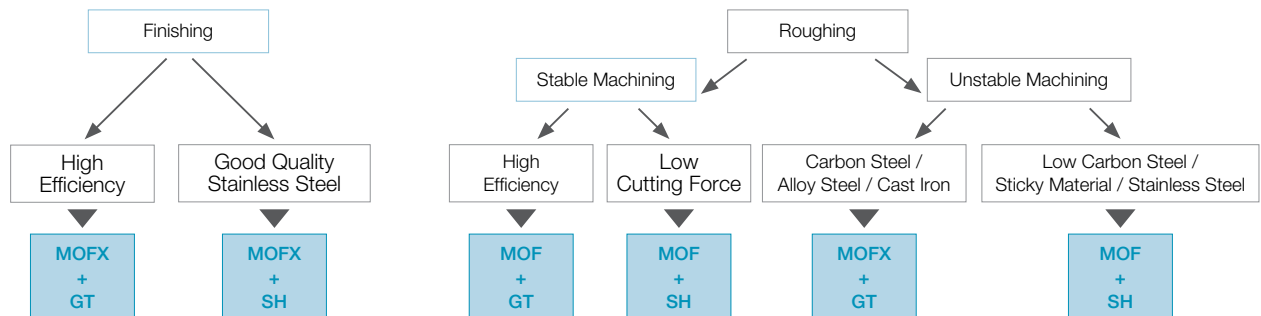 Finishing
High
Efficiency
MOFX
+
GT
Good Quality
Stainless Steel
MOFX
+
SH
Roughing
Stable Machining
High
Efficiency
MOF
+
GT
Low
Cutting Force
MOF
+
SH
Unstable Machining
Carbon Steel /
Alloy Steel / Cast Iron
MOFX
+
GT
Low Carbon Steel /
Sticky Material / Stainless Steel
MOF
+
SH